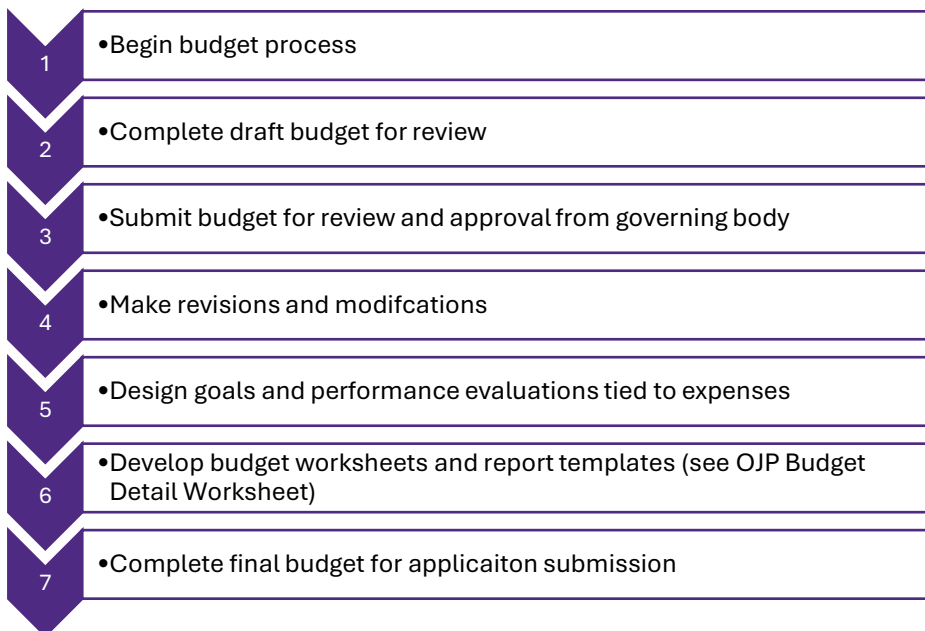 1
•Begin budget process
2
•Complete draft budget for review
3
•Submit budget for review and approval from governing body
4
•Make revisions and modifcations
5
•Design goals and performance evaluations tied to expenses
6
•Develop budget worksheets and report templates (see OJP Budget
Detail Worksheet)
7
•Complete final budget for applicaiton submission